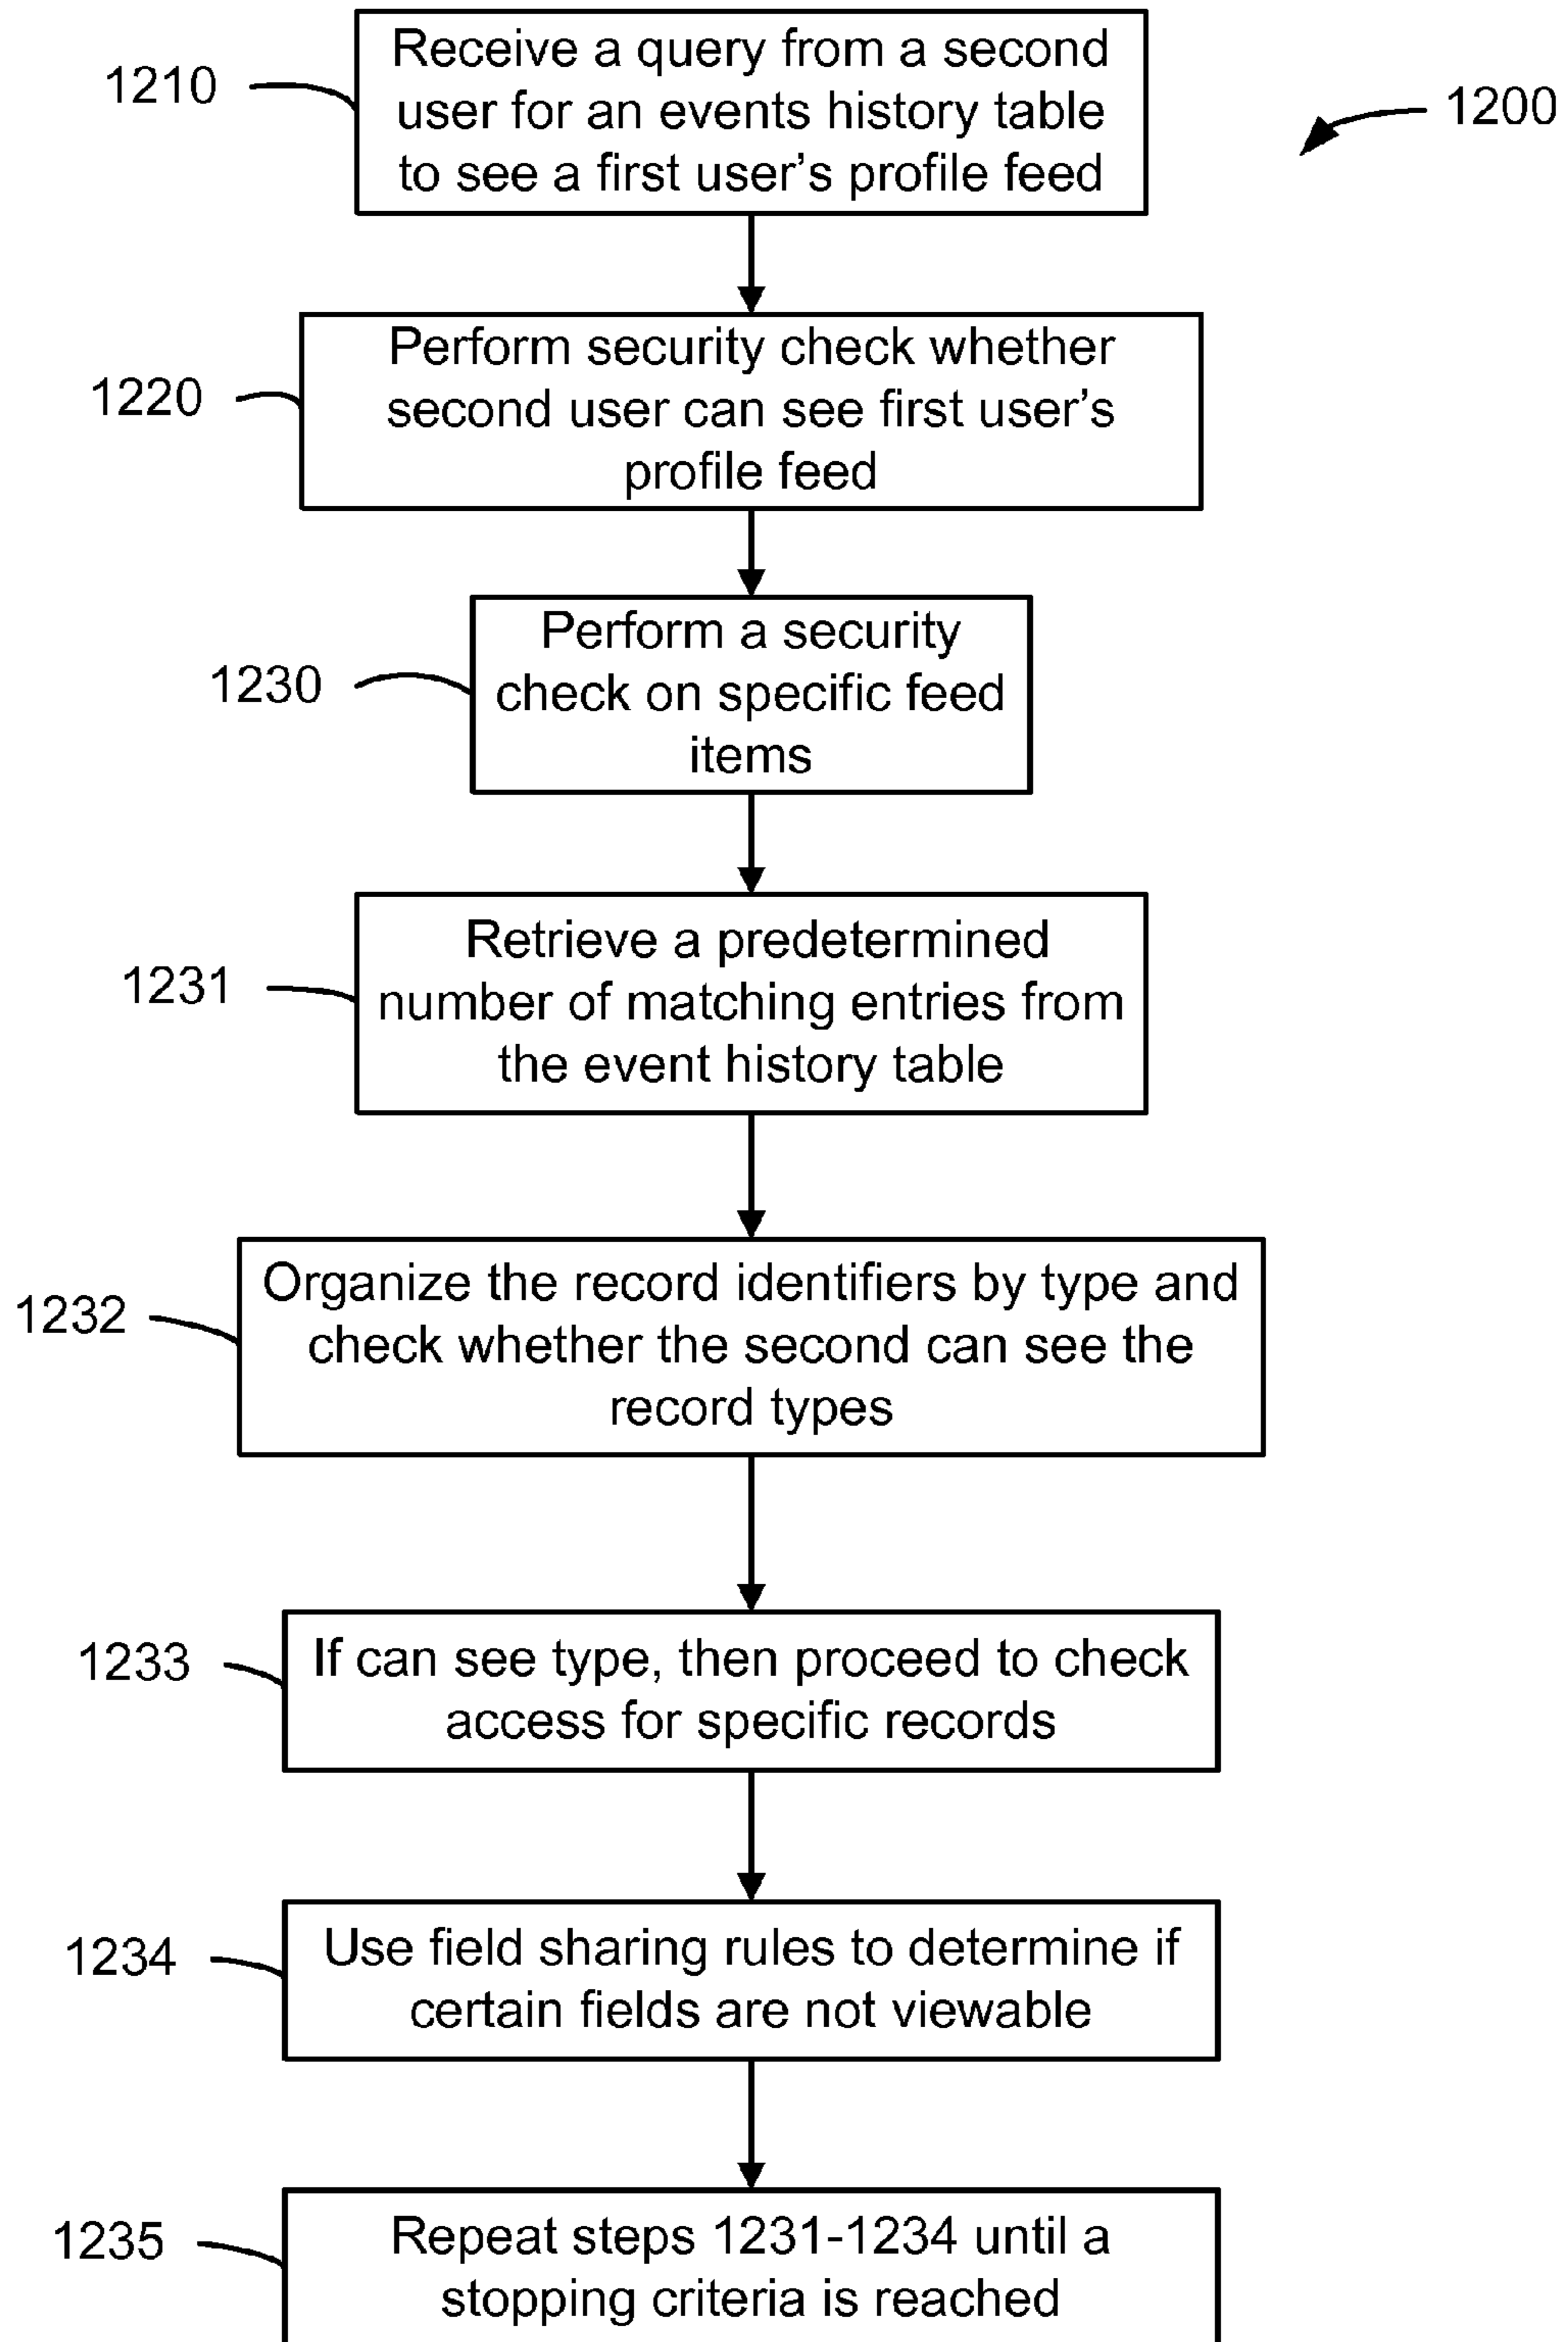 Receive a query from a second
user for an events history table
to see a first user's profile feed
1210
1200
Perform security check whether
second user can see first user's
profile feed
1220
Perform a security
check on specific feed
items
1230
Retrieve a predetermined
number of matching entries from
the event history table
1231
Organize the record identifiers by type and
check whether the second can see the
record types
1232
If can see type, then proceed to check
access for specific records
1233
Use field sharing rules to determine if
certain fields are not viewable
1234
Repeat steps 1231-1234 until a
stopping criteria is reached
1235